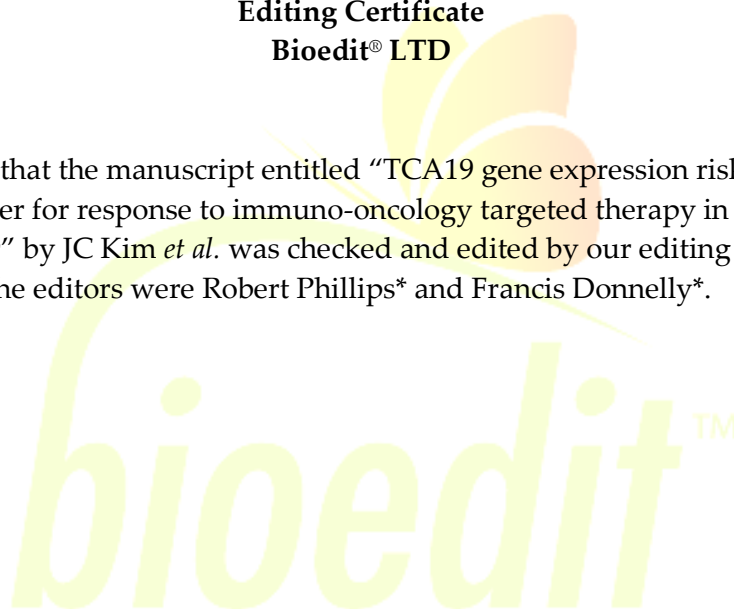 Editing Certificate
Bioedit® LTD
that the manuscript entitled “TCA19 gene expression risk
er for response to immuno-oncology targeted therapy in
” by JC Kim et al. was checked and edited by our editing
he editors were Robert Phillips* and Francis Donnelly*.
bioedit™